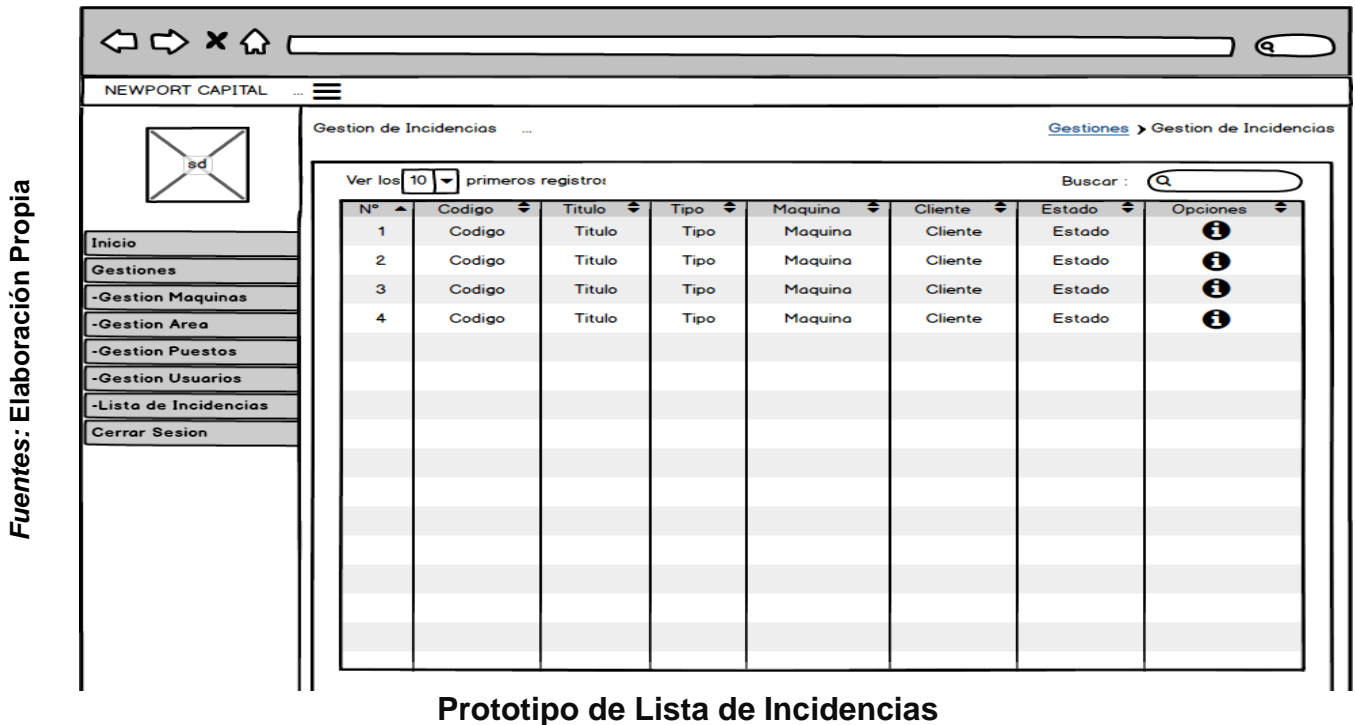 NEWPORT CAPITAL ...
sd
Inicio
Gestiones
-Gestion Maquinas
-Gestion Area
-Gestion Puestos
-Gestion Usuarios
-Lista de Incidencias
Cerrar Sesion
Gestion de Incidencias ...
Gestiones > Gestion de Incidencias
Ver los 10 primeros registros
Buscar :
N° Codigo Titulo Tipo Maquina Cliente Estado Opciones
1 Codigo Titulo Tipo Maquina Cliente Estado
2 Codigo Titulo Tipo Maquina Cliente Estado
3 Codigo Titulo Tipo Maquina Cliente Estado
4 Codigo Titulo Tipo Maquina Cliente Estado
Fuentes: Elaboración Propia
Prototipo de Lista de Incidencias